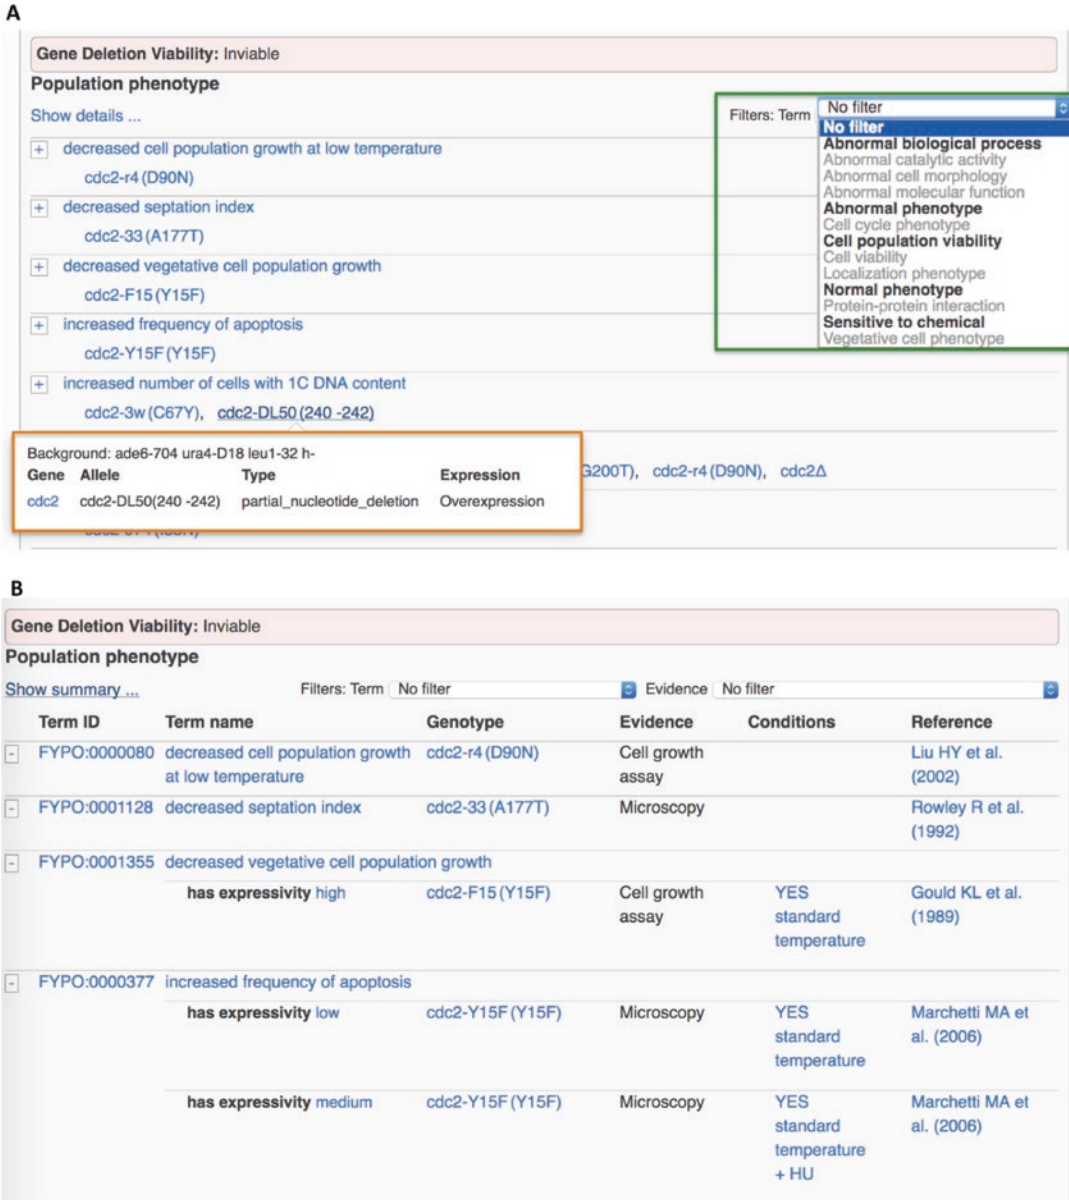 A
Gene Deletion Viability: Inviable
Population phenotype
Show details ...
Filters: Term No filter
No filter
Abnormal biological process
Abnormal catalytic activity
Abnormal cell morphology
Abnormal molecular function
Abnormal phenotype
Cell cycle phenotype
Cell population viability
Cell viability
Localization phenotype
Normal phenotype
Protein-protein interaction
Sensitive to chemical
Vegetative cell phenotype
+ decreased cell population growth at low temperature
cdc2-r4 (D90N)
+ decreased septation index
cdc2-33 (A177T)
+ decreased vegetative cell population growth
cdc2-F15 (Y15F)
+ increased frequency of apoptosis
cdc2-Y15F (Y15F)
+ increased number of cells with 1C DNA content
cdc2-3w (C67Y), cdc2-DL50 (240 -242)
Background: ade6-704 ura4-D18 leu1-32 h-
Gene Allele Type Expression
cdc2 cdc2-DL50(240 -242) partial_nucleotide_deletion Overexpression
G200T), cdc2-r4 (D90N), cdc2Δ
B
Gene Deletion Viability: Inviable
Population phenotype
Show summary ... Filters: Term No filter Evidence No filter
Term ID Term name Genotype Evidence Conditions Reference
- FYPO:0000080 decreased cell population growth cdc2-r4 (D90N) Cell growth Liu HY et al.
at low temperature assay (2002)
- FYPO:0001128 decreased septation index cdc2-33 (A177T) Microscopy Rowley R et al.
(1992)
- FYPO:0001355 decreased vegetative cell population growth
has expressivity high cdc2-F15 (Y15F) Cell growth YES Gould KL et al.
assay standard (1989)
temperature
- FYPO:0000377 increased frequency of apoptosis
has expressivity low cdc2-Y15F (Y15F) Microscopy YES Marchetti MA et
standard al. (2006)
temperature
has expressivity medium cdc2-Y15F (Y15F) Microscopy YES Marchetti MA et
standard al. (2006)
temperature
+ HU